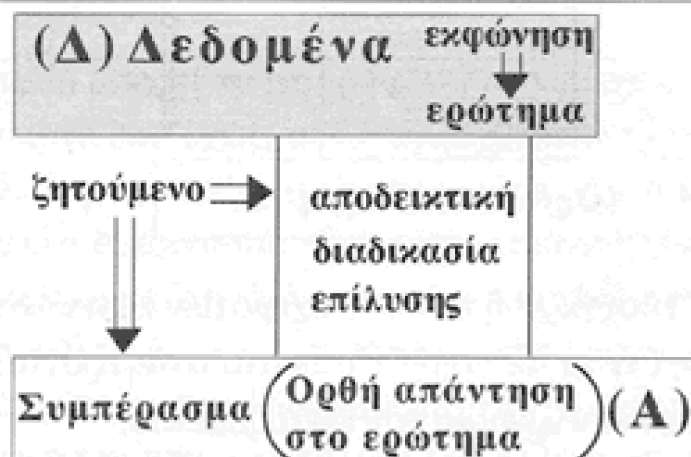 (Δ) Δεδομένα εκφώνηση
ερώτημα
ζητούμενο
αποδεικτική
διαδικασία
επίλυσης
Συμπέρασμα (Ορθή απάντηση
στο ερώτημα) (Α)